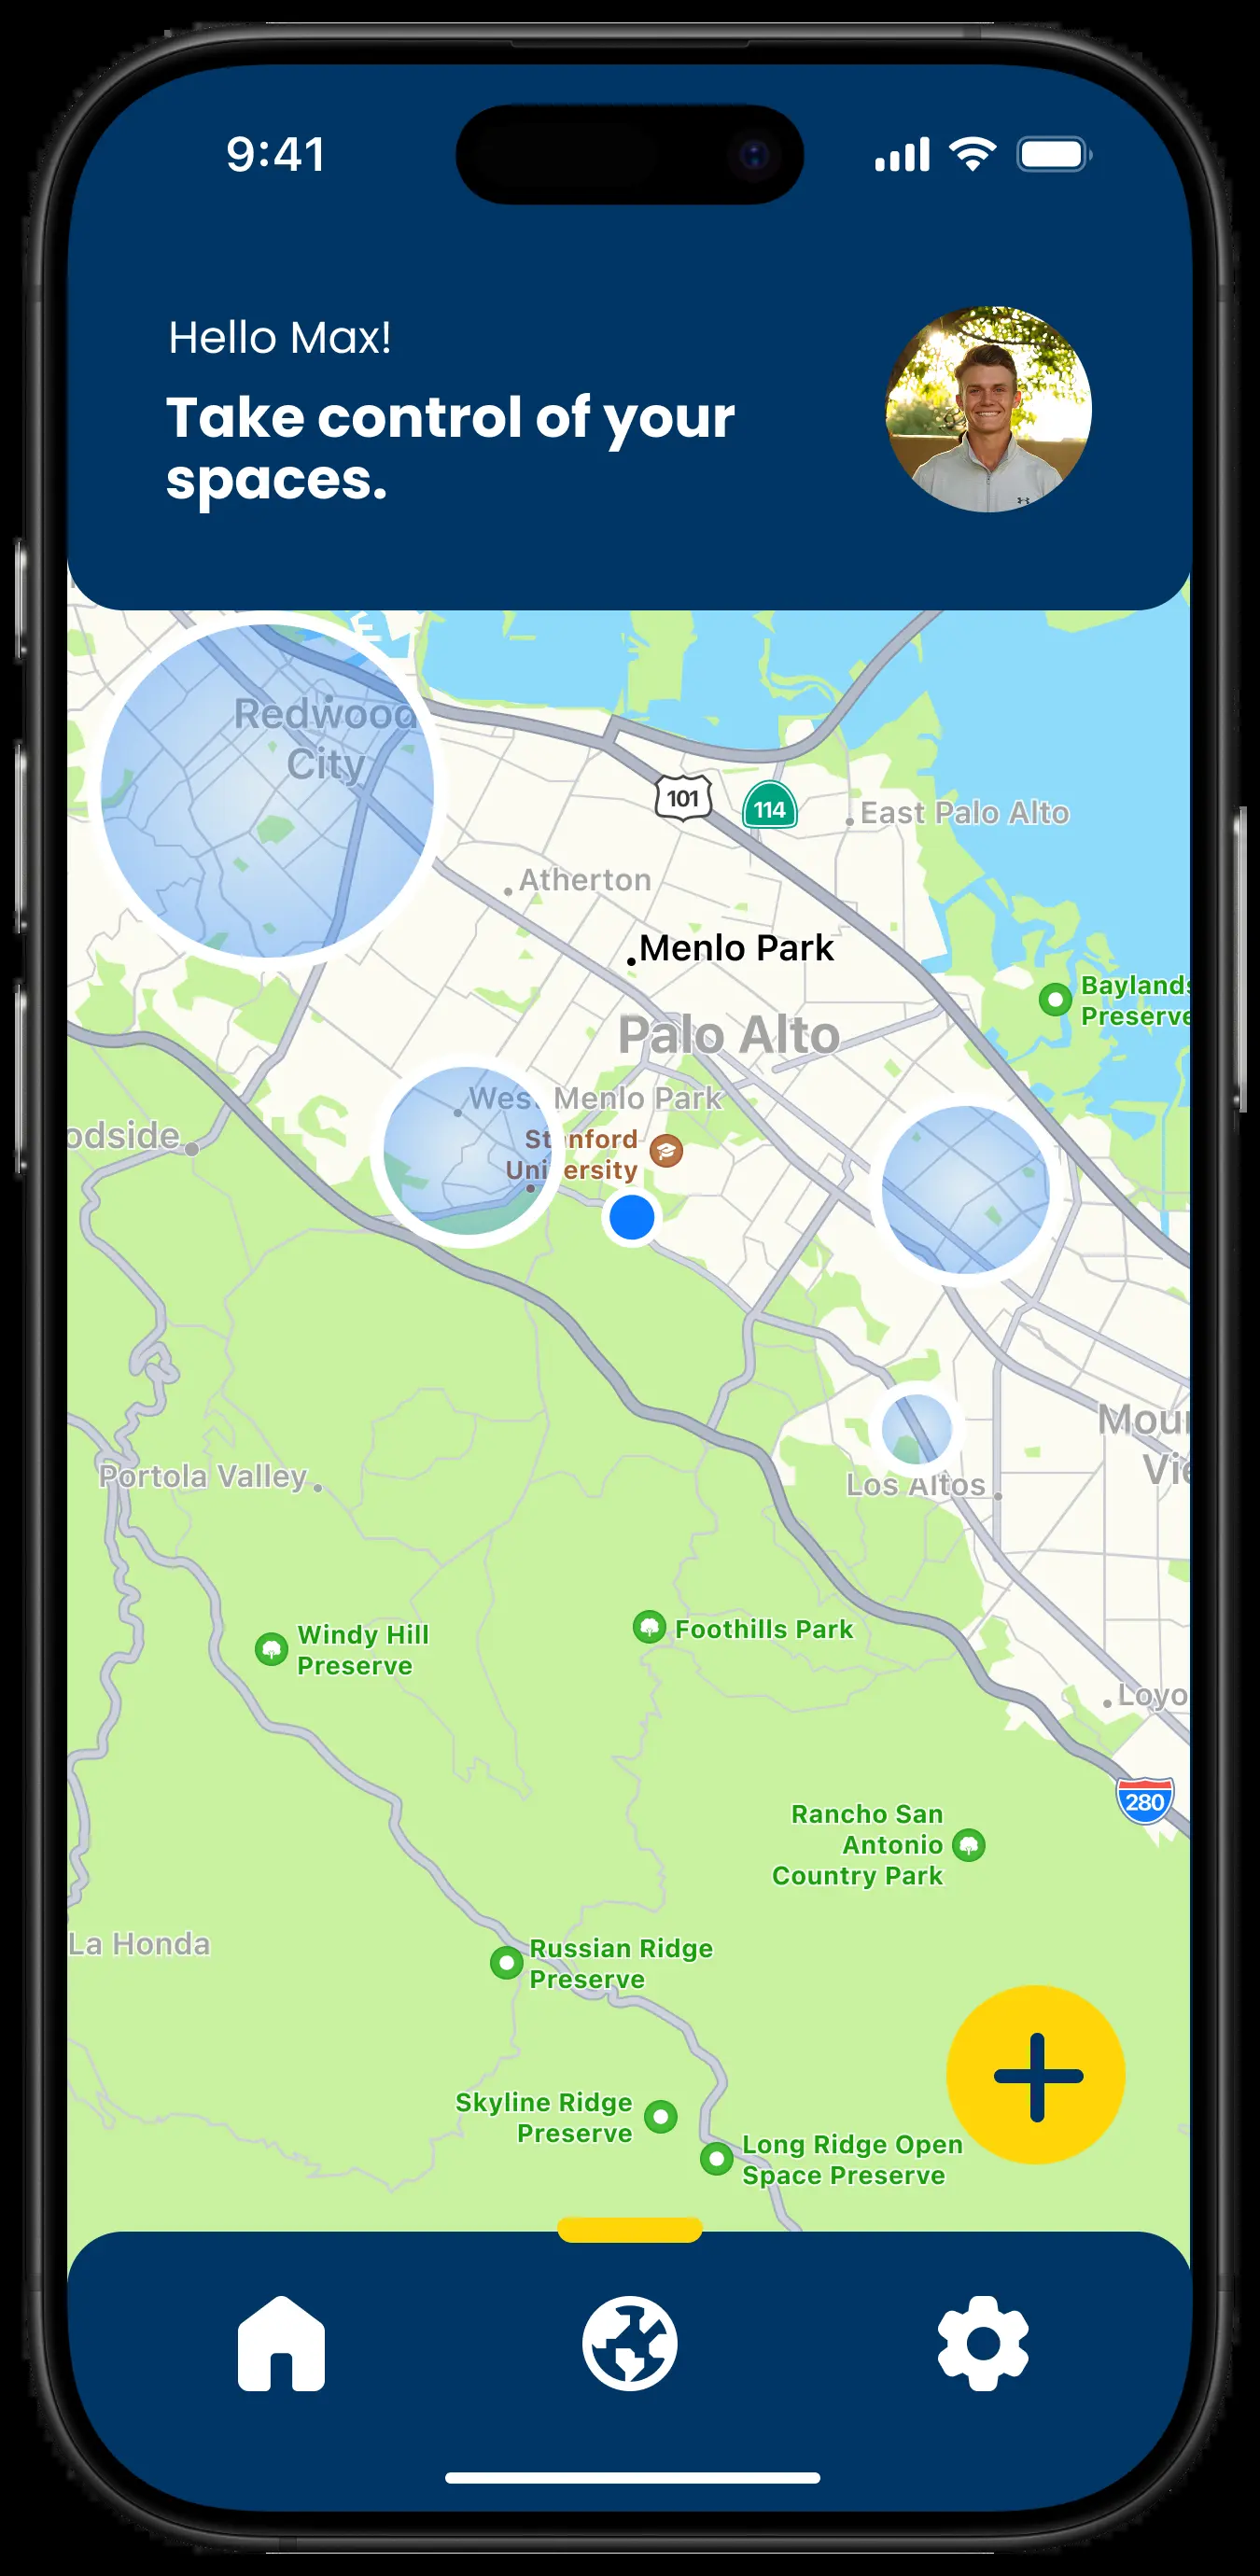 9:41
Hello Max!
Take control of your
spaces.
Redwood
City
101
114
East Palo Alto
Atherton
Menlo Park
Baylands
Preserve
Palo Alto
West Menlo Park
odside
Stanford
University
Mou
Vie
Portola Valley
Los Altos
Windy Hill
Preserve
Foothills Park
Loyo
280
Rancho San
Antonio
Country Park
La Honda
Russian Ridge
Preserve
Skyline Ridge
Preserve
Long Ridge Open
Space Preserve